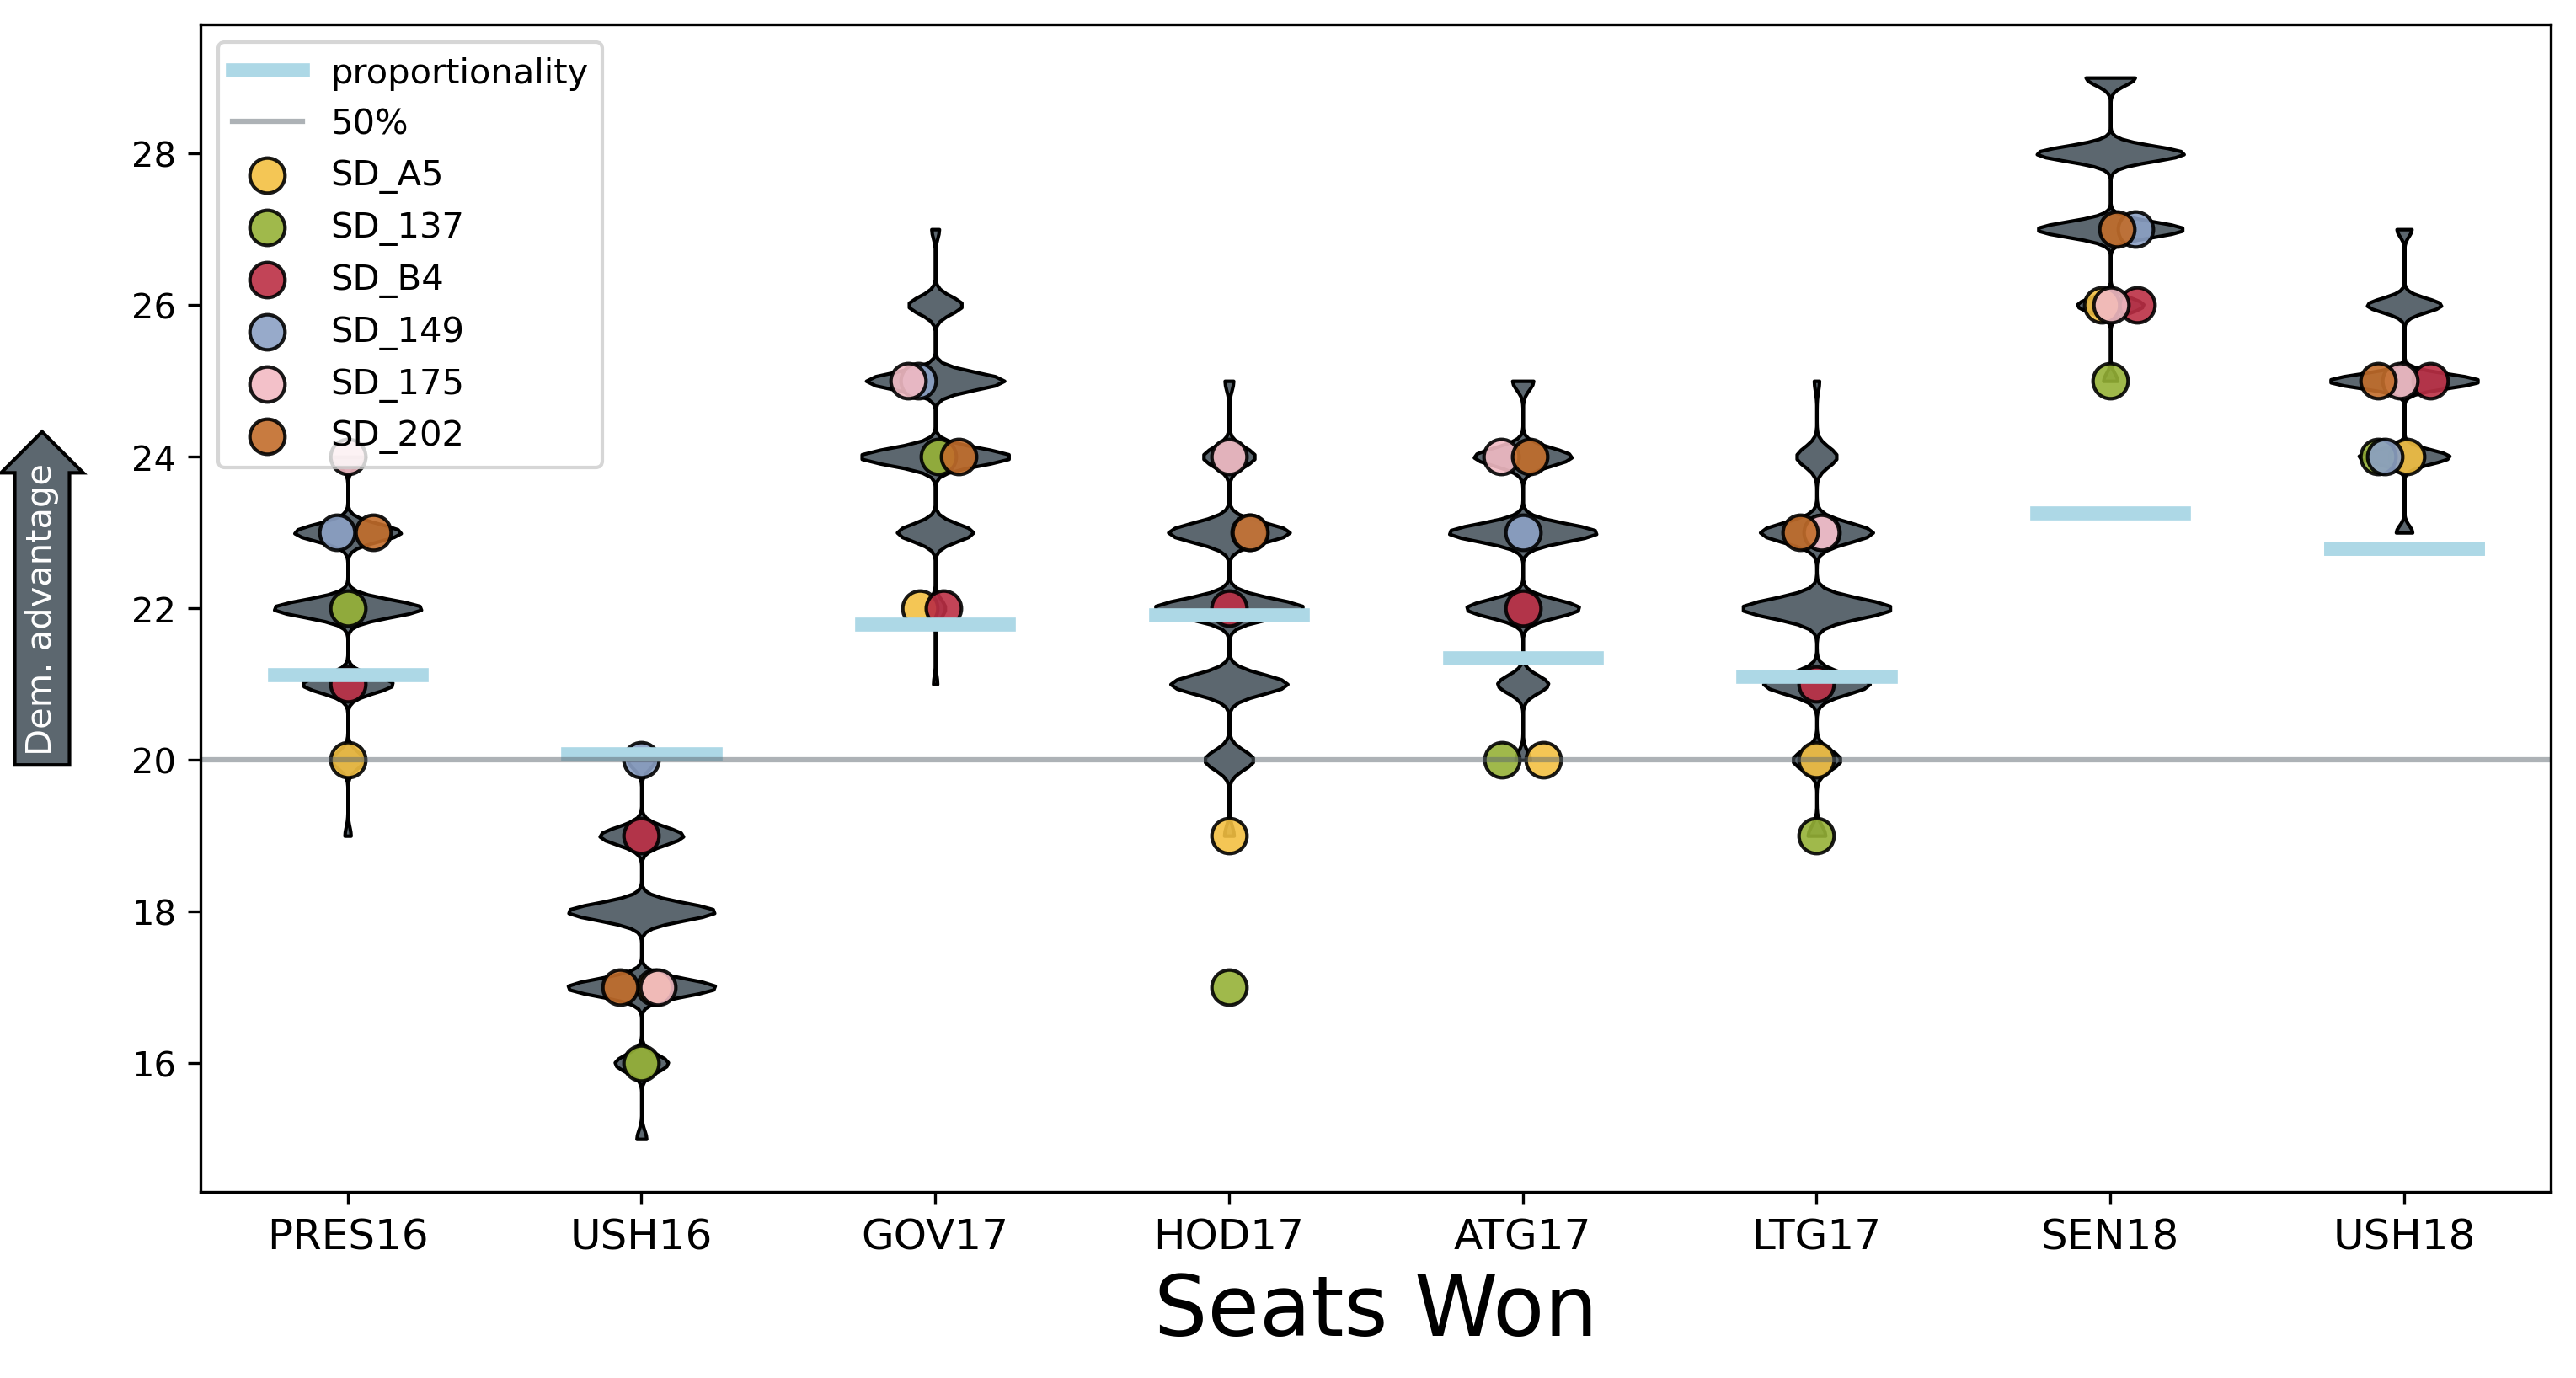 proportionality
50%
SD_A5
SD_137
SD_B4
SD_149
SD_175
SD_202
Dem. advantage
28
26
24
22
20
18
16
PRES16 USH16 GOV17 HOD17 ATG17 LTG17 SEN18 USH18
Seats Won